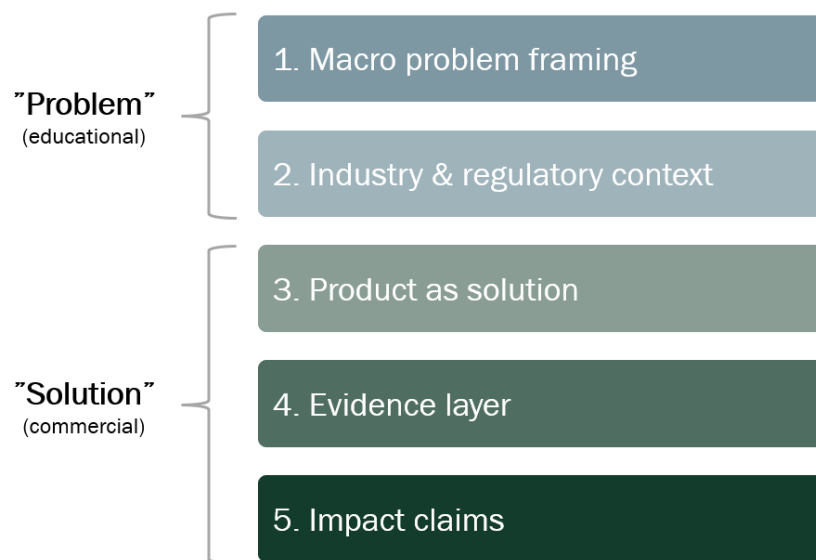 1. Macro problem framing
”Problem”
(educational)
2. Industry & regulatory context
3. Product as solution
”Solution”
(commercial)
4. Evidence layer
5. Impact claims